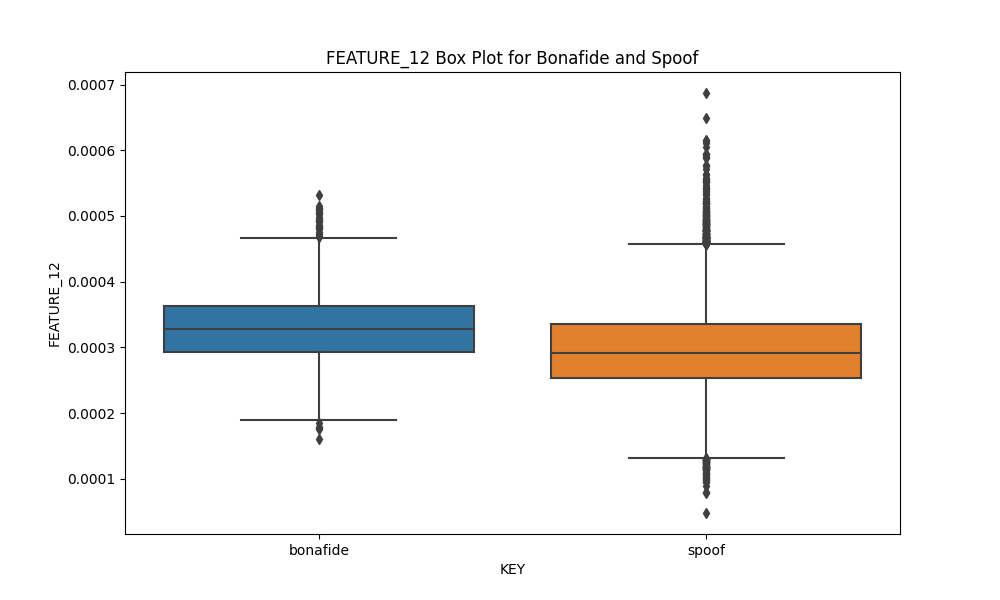 FEATURE_12 Box Plot for Bonafide and Spoof
FEATURE_12
0.0007
0.0006
0.0005
0.0004
0.0003
0.0002
0.0001
bonafide
spoof
KEY